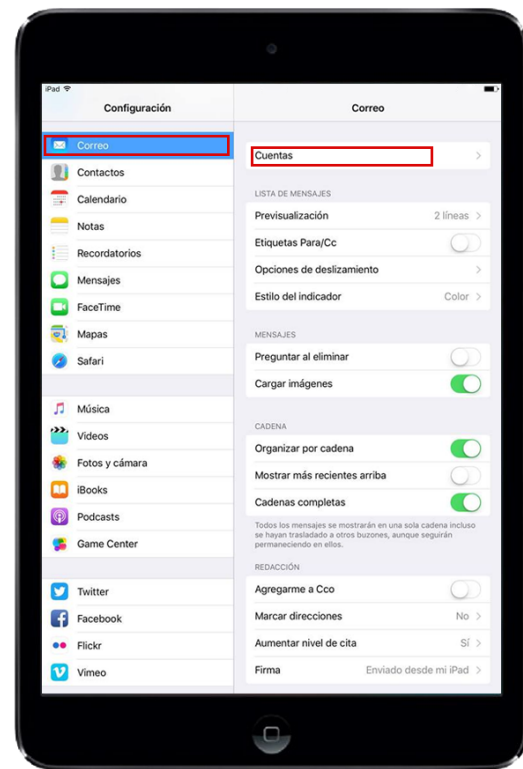 iPad
Configuración
Correo
Correo
Contactos
Calendario
Notas
Recordatorios
Mensajes
FaceTime
Mapas
Safari
Música
Videos
Fotos y cámara
iBooks
Podcasts
Game Center
Twitter
Facebook
Flickr
Vimeo
Cuentas
LISTA DE MENSAJES
Previsualización 2 líneas
Etiquetas Para/Cc
Opciones de deslizamiento
Estilo del indicador Color
MENSAJES
Preguntar al eliminar
Cargar imágenes
CADENA
Organizar por cadena
Mostrar más recientes arriba
Cadenas completas
Todos los mensajes se mostrarán en una sola cadena incluso
se hayan trasladado a otros buzones, aunque seguirán
permaneciendo en ellos.
REDACCIÓN
Agregarme a Cco
Marcar direcciones No
Aumentar nivel de cita Sí
Firma Enviado desde mi iPad